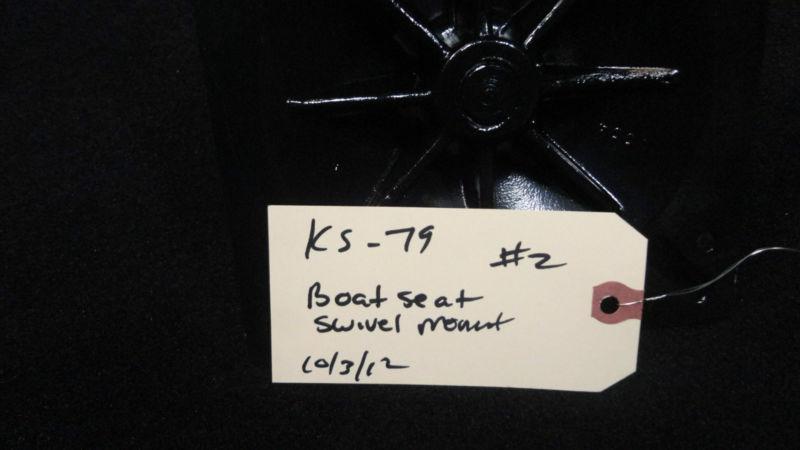 KS-79 #2
Boat seat
swivel mount
10/3/12